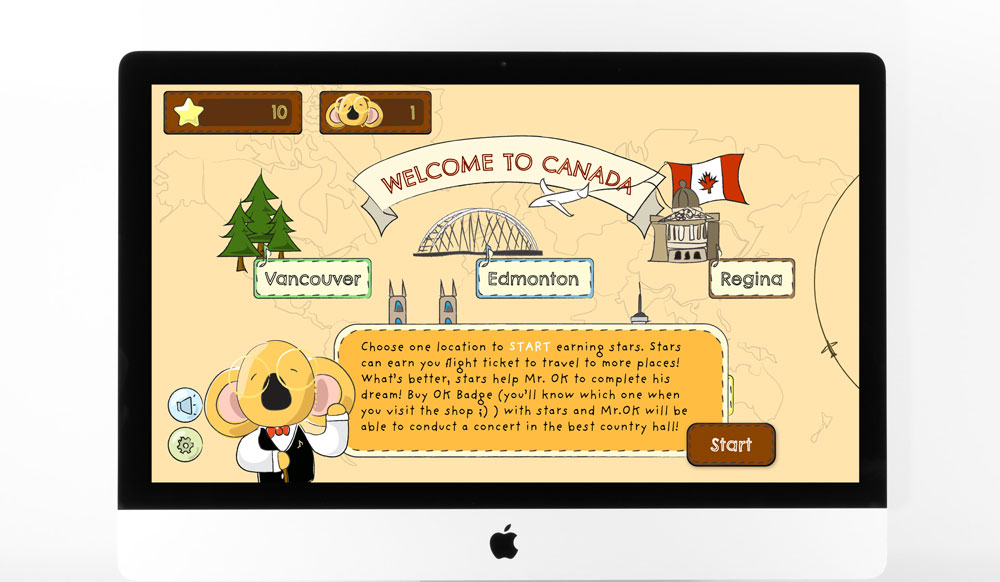 10
1
WELCOME TO CANADA
Vancouver
Edmonton
Regina
Choose one location to START earning stars. Stars
can earn you flight ticket to travel to more places!
What's better, stars help Mr. OK to complete his
dream! Buy OK Badge (you'll know which one when
you visit the shop ;) ) with stars and Mr.OK will be
able to conduct a concert in the best country hall!
Start